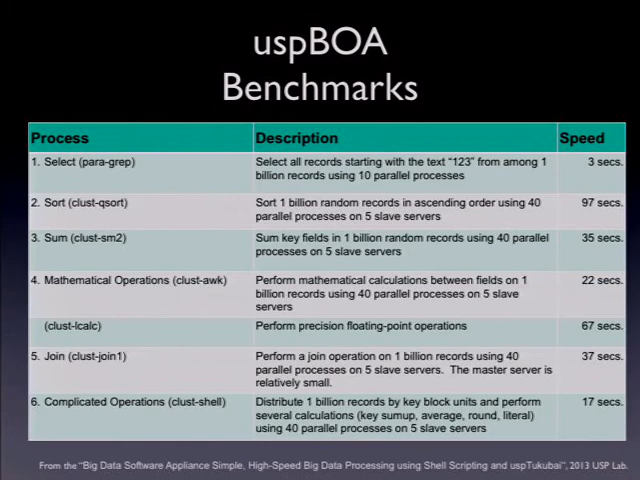 uspBOA
Benchmarks
Process Description Speed
1. Select (para-grep) Select all records starting with the text "123" from among 1 3 secs.
billion records using 10 parallel processes
2. Sort (clust-qsort) Sort 1 billion random records in ascending order using 40 97 secs.
parallel processes on 5 slave servers
3. Sum (clust-sm2) Sum key fields in 1 billion random records using 40 parallel 35 secs.
processes on 5 slave servers
4. Mathematical Operations (clust-awk) Perform mathematical calculations between fields on 1 22 secs.
billion records using 40 parallel processes on 5 slave
servers
(clust-lcalc) Perform precision floating-point operations 67 secs.
5. Join (clust-join1) Perform a join operation on 1 billion records using 40 37 secs.
parallel processes on 5 slave servers. The master server is
relatively small.
6. Complicated Operations (clust-shell) Distribute 1 billion records by key block units and perform 17 secs.
several calculations (key sumup, average, round, literal)
using 40 parallel processes on 5 slave servers
From the "Big Data Software Appliance Simple, High-Speed Big Data Processing using Shell Scripting and uspTukubai", 2013 USP Lab.